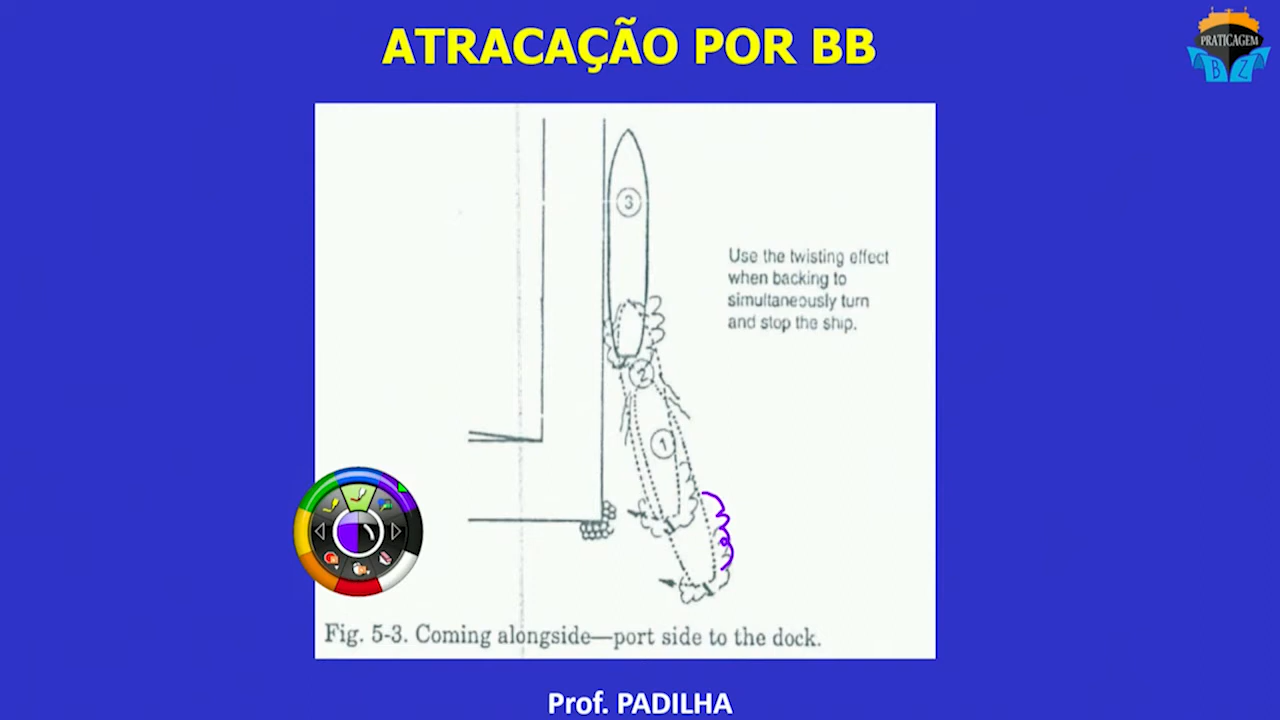 ATRACAÇÃO POR BB
PRATICAGEM
B Z
3
Use the twisting effect
when backing to
simultaneously turn
and stop the ship.
2
1
Fig. 5-3. Coming alongside—port side to the dock.
Prof. PADILHA